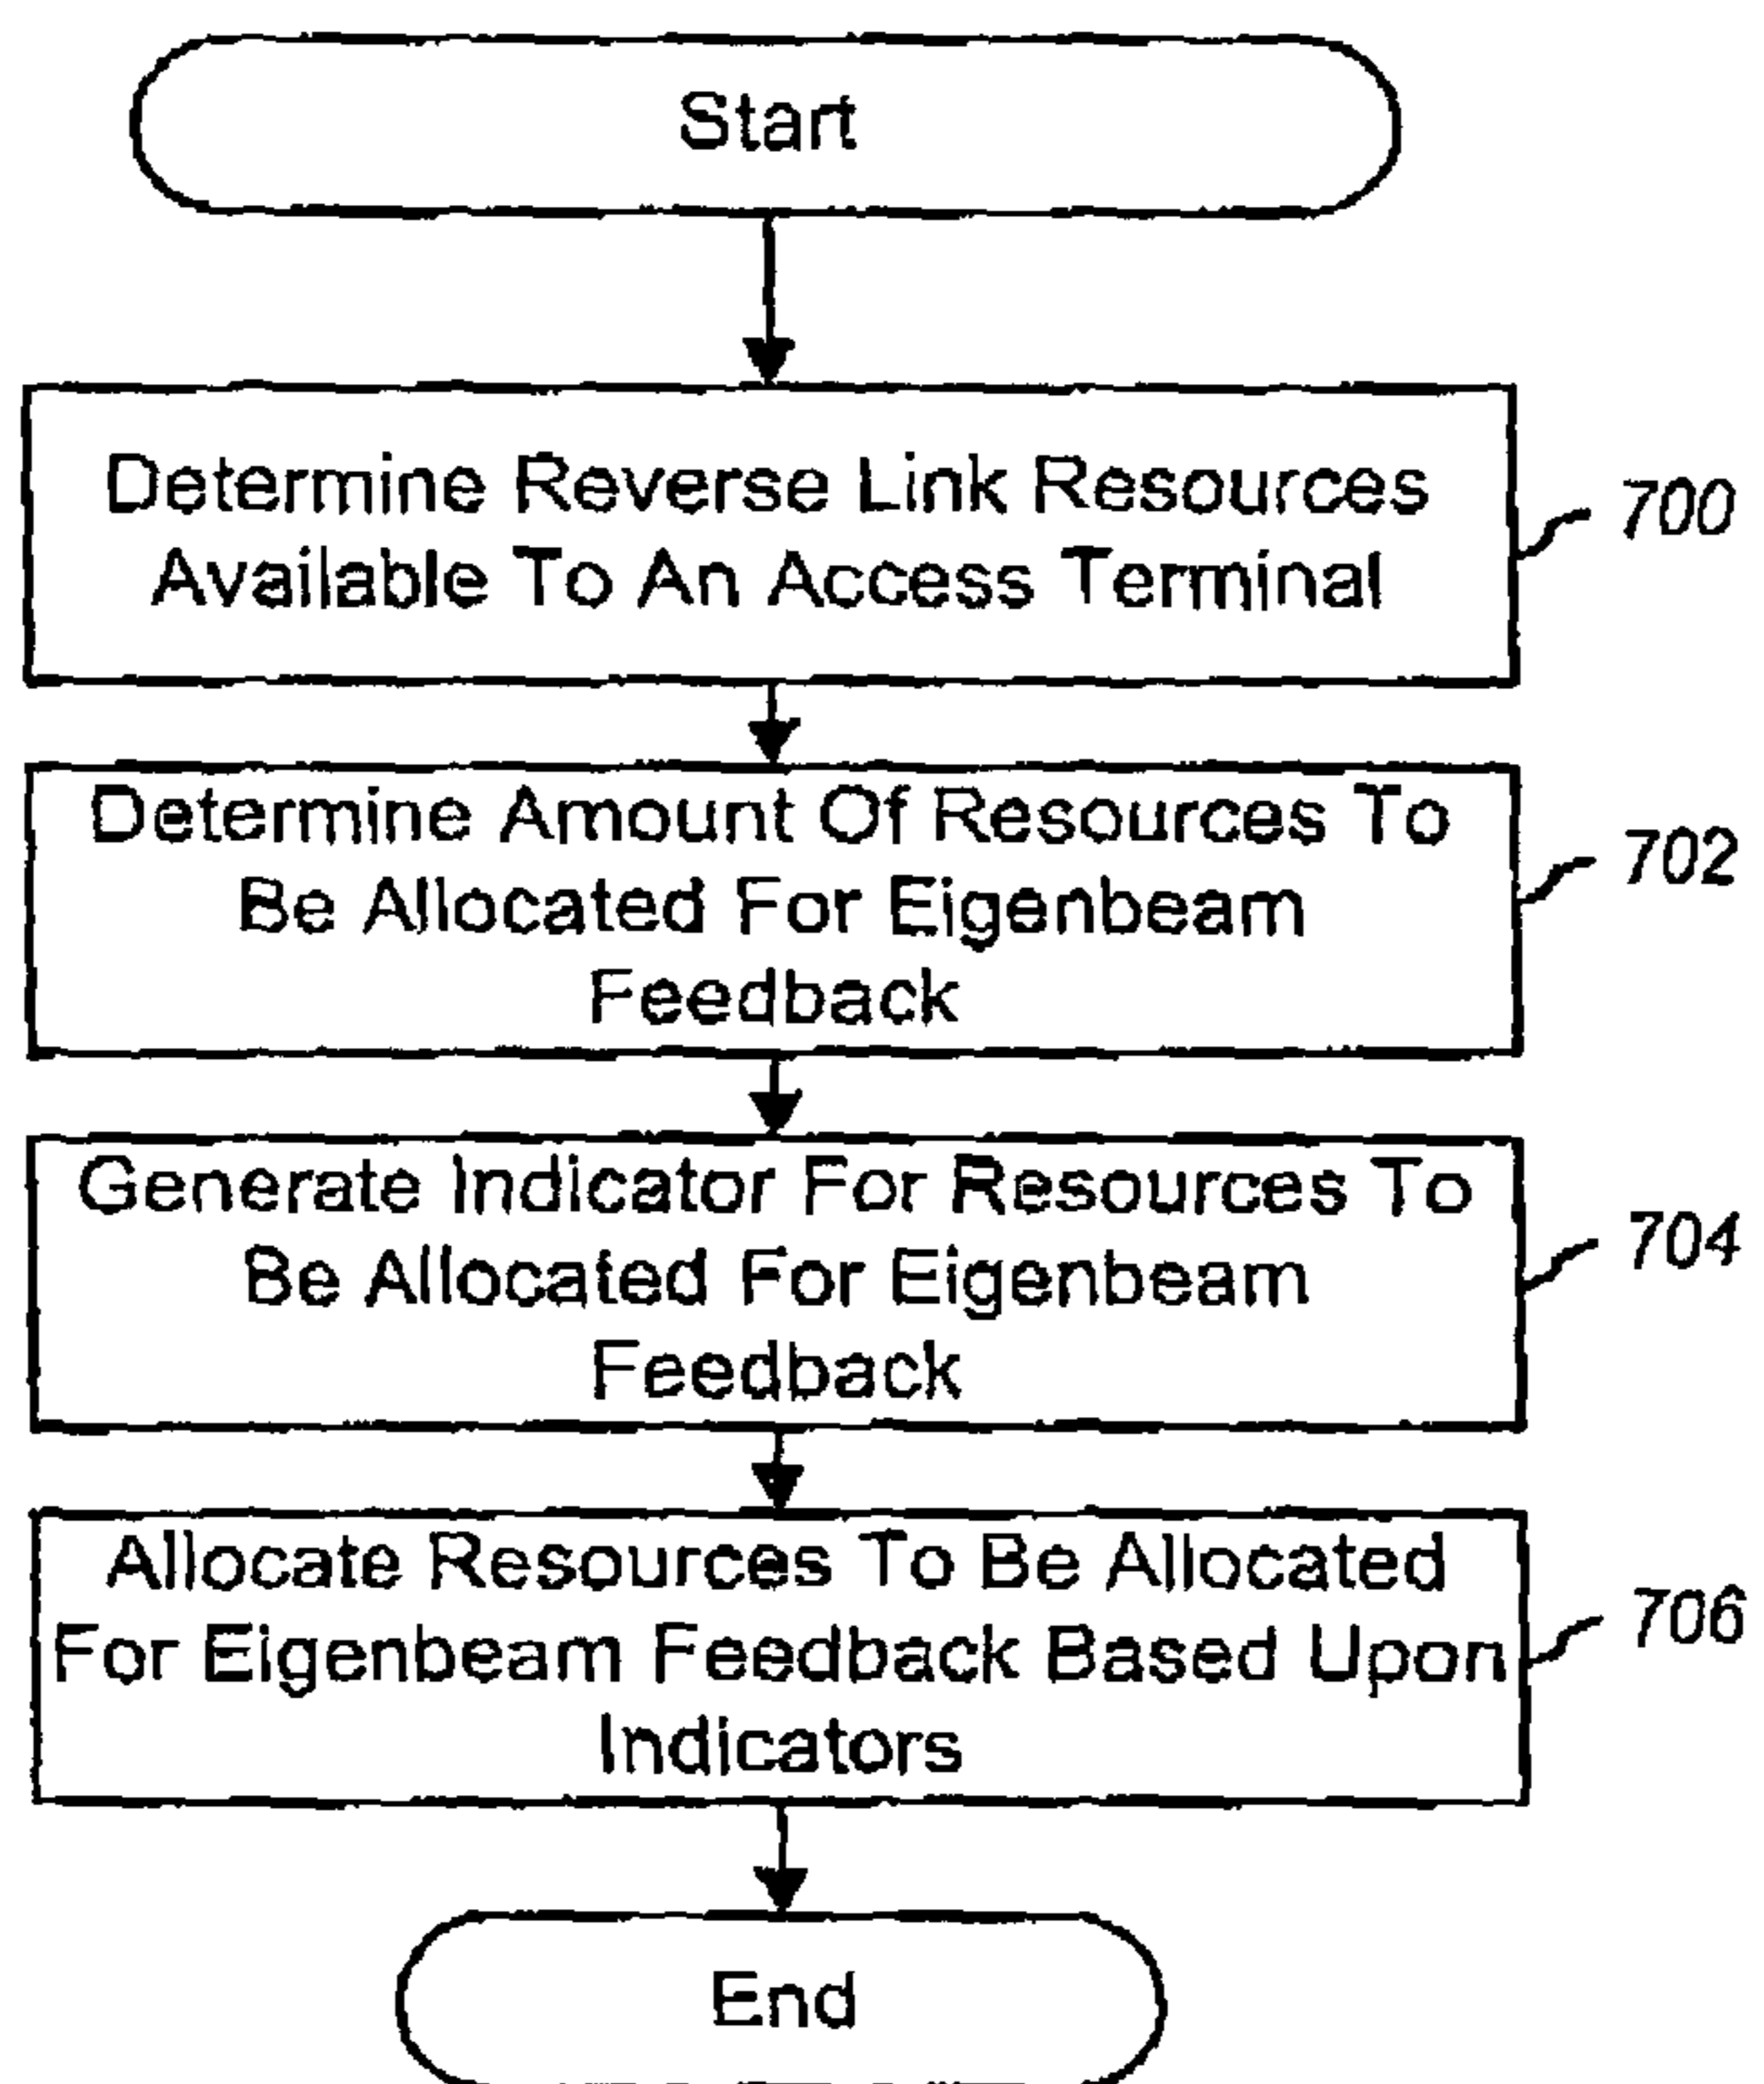 Start
Determine Reverse Link Resources
Available To An Access Terminal
700
Determine Amount Of Resources To
Be Allocated For Eigenbeam
Feedback
702
Generate Indicator For Resources To
Be Allocated For Eigenbeam
Feedback
704
Allocate Resources To Be Allocated
For Eigenbeam Feedback Based Upon
Indicators
706
End